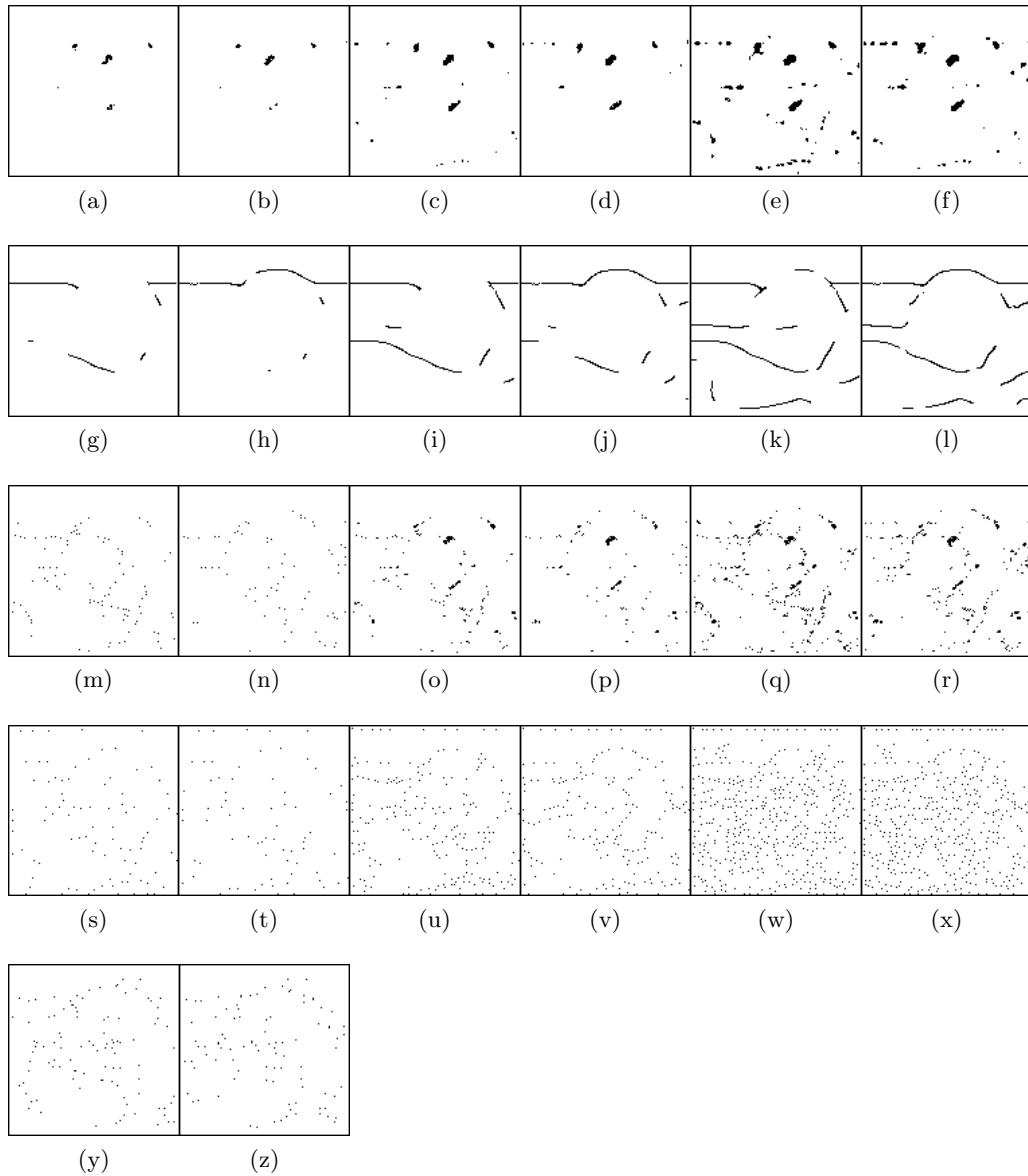 (a) (b) (c) (d) (e) (f)
(g) (h) (i) (j) (k) (l)
(m) (n) (o) (p) (q) (r)
(s) (t) (u) (v) (w) (x)
(y) (z)